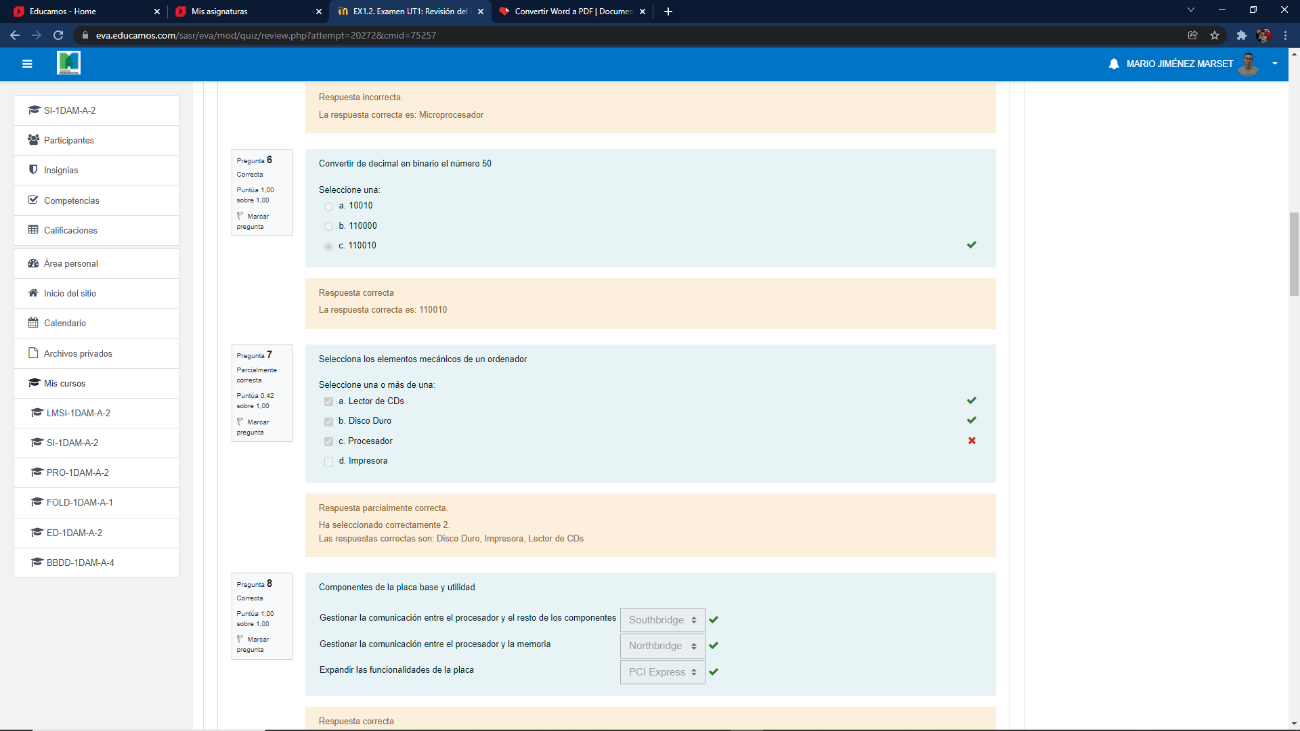 Educamos - Home
Mis asignaturas
EX1.2. Examen UT1: Revisión del
Convertir Word a PDF | Documen
eva.educamos.com/sasr/eva/mod/quiz/review.php?attempt=20272&cmid=75257
MARIO JIMÉNEZ MARSET
SI-1DAM-A-2
Participantes
Insignias
Competencias
Calificaciones
Área personal
Inicio del sitio
Calendario
Archivos privados
Mis cursos
LMSI-1DAM-A-2
SI-1DAM-A-2
PRO-1DAM-A-2
FOLD-1DAM-A-1
ED-1DAM-A-2
BBDD-1DAM-A-4
Respuesta incorrecta.
La respuesta correcta es: Microprocesador
Pregunta 6
Correcta
Puntúa 1,00
sobre 1,00
Marcar
pregunta
Convertir de decimal en binario el número 50
Seleccione una:
a. 10010
b. 110000
c. 110010
Respuesta correcta
La respuesta correcta es: 110010
Pregunta 7
Parcialmente
correcta
Puntúa 0,42
sobre 1,00
Marcar
pregunta
Selecciona los elementos mecánicos de un ordenador
Seleccione una o más de una:
a. Lector de CDs
b. Disco Duro
c. Procesador
d. Impresora
Respuesta parcialmente correcta.
Ha seleccionado correctamente 2.
Las respuestas correctas son: Disco Duro, Impresora, Lector de CDs
Pregunta 8
Correcta
Puntúa 1,00
sobre 1,00
Marcar
pregunta
Componentes de la placa base y utilidad
Gestionar la comunicación entre el procesador y el resto de los componentes Southbridge
Gestionar la comunicación entre el procesador y la memoria Northbridge
Expandir las funcionalidades de la placa PCI Express
Respuesta correcta